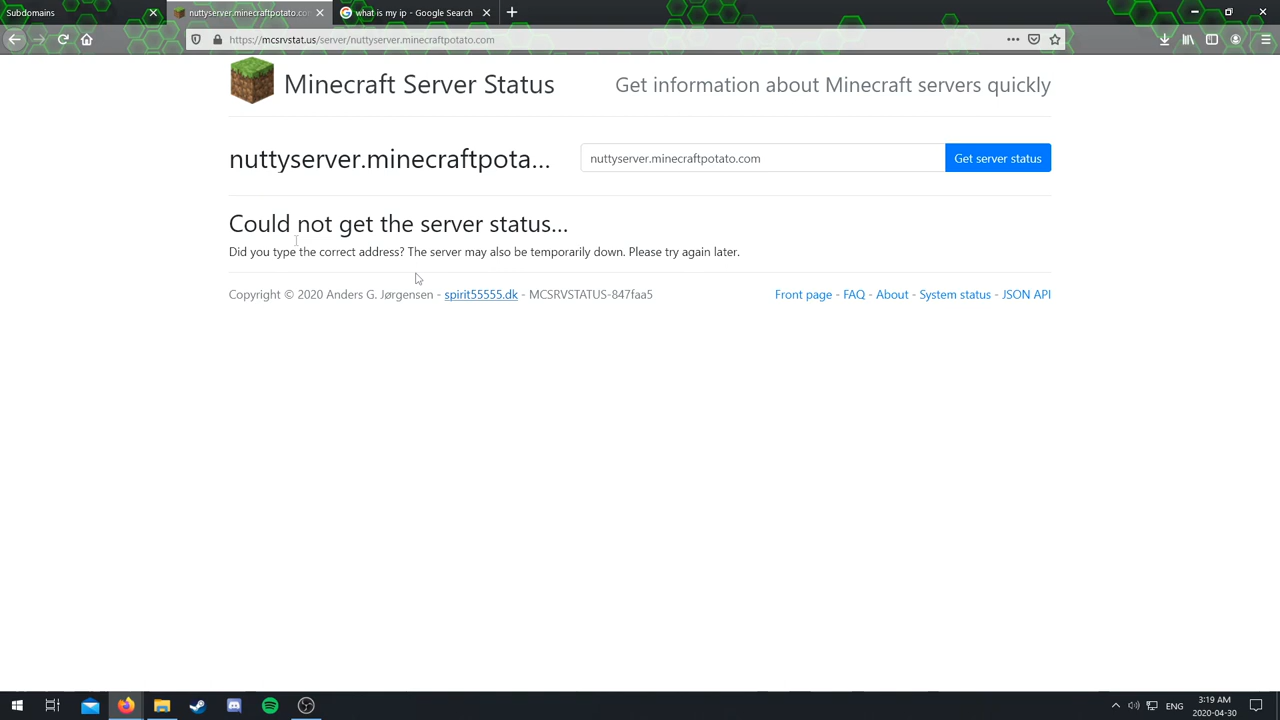 Subdomains
nuttyserver.minecraftpotato.co
what is my ip - Google Search
https://mcsrvstat.us/server/nuttyserver.minecraftpotato.com
Minecraft Server Status
Get information about Minecraft servers quickly
nuttyserver.minecraftpota...
nuttyserver.minecraftpotato.com
Get server status
Could not get the server status...
Did you type the correct address? The server may also be temporarily down. Please try again later.
Copyright © 2020 Anders G. Jørgensen - spirit55555.dk - MCSRVSTATUS-847faa5
Front page - FAQ - About - System status - JSON API
ENG
3:19 AM
2020-04-30